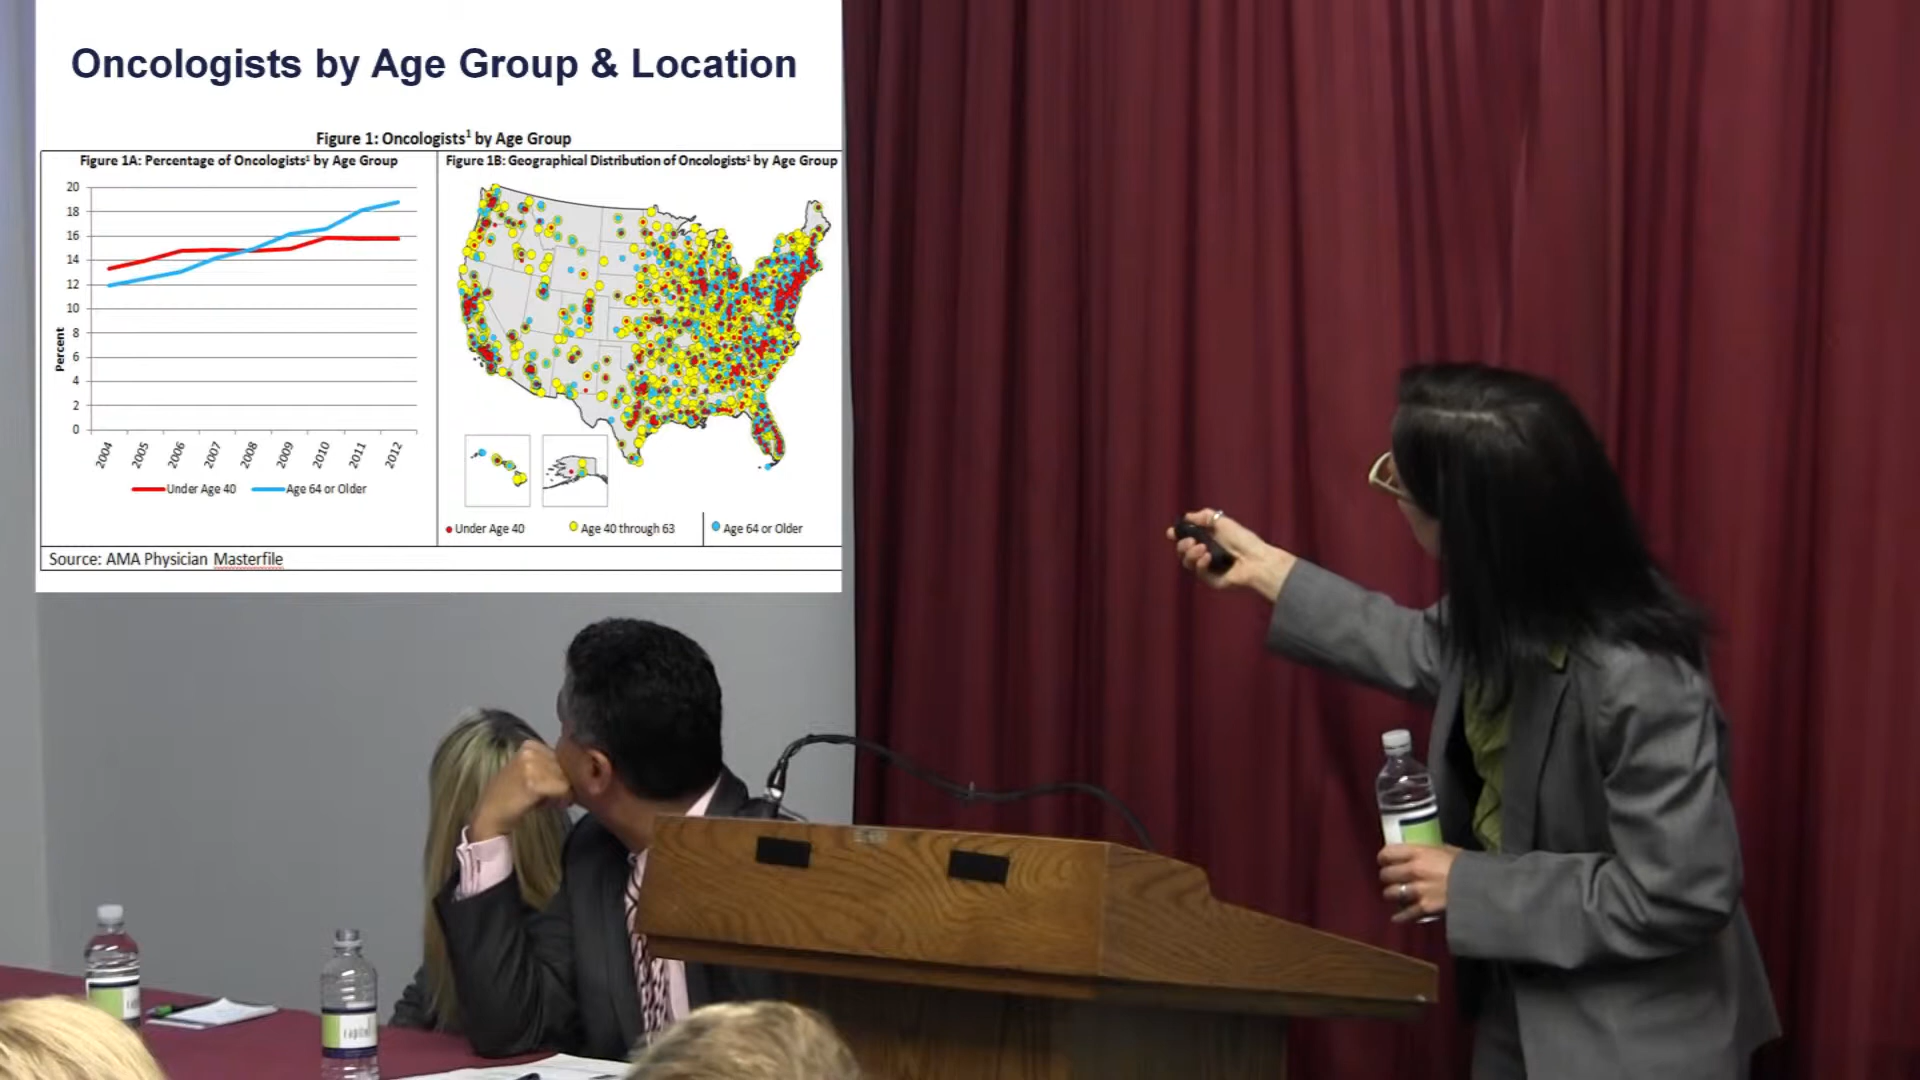 Oncologists by Age Group & Location
Figure 1: Oncologists¹ by Age Group
Figure 1A: Percentage of Oncologists¹ by Age Group
20
18
16
14
12
10
8
6
4
2
0
Percent
2004
2005
2006
2007
2008
2009
2010
2011
2012
Under Age 40
Age 64 or Older
Figure 1B: Geographical Distribution of Oncologists¹ by Age Group
Under Age 40
Age 40 through 63
Age 64 or Older
Source: AMA Physician Masterfile